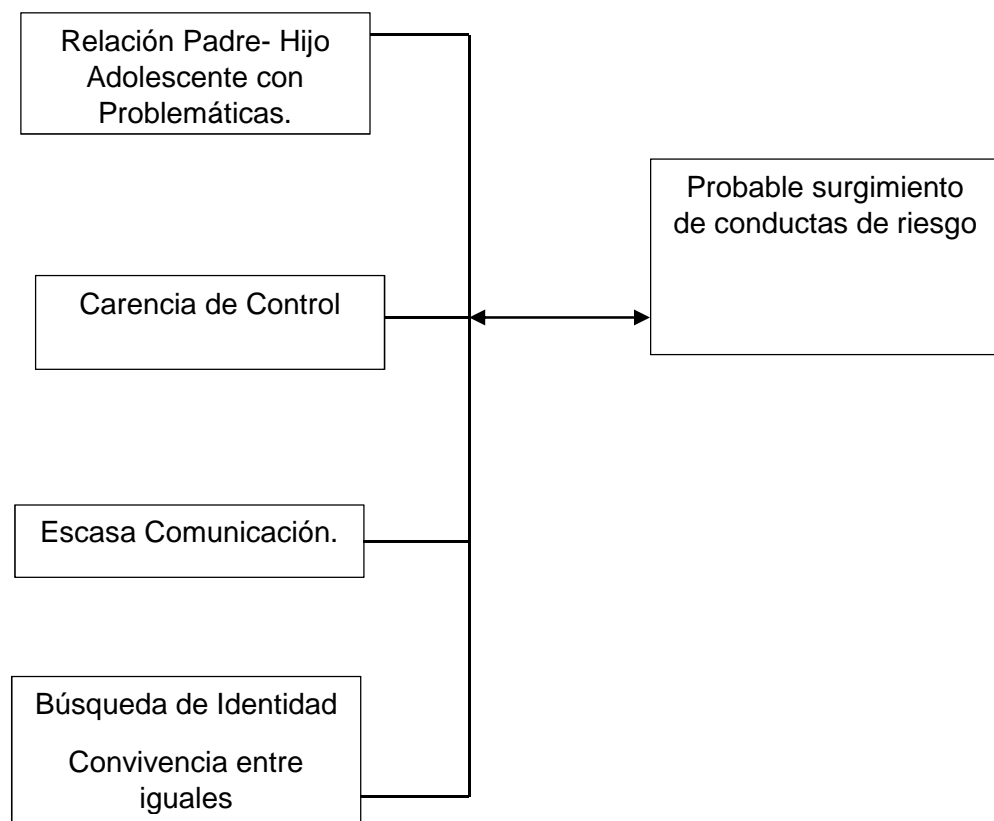 Relación Padre- Hijo
Adolescente con
Problemáticas.
Probable surgimiento
de conductas de riesgo
Carencia de Control
Escasa Comunicación.
Búsqueda de Identidad
Convivencia entre
iguales